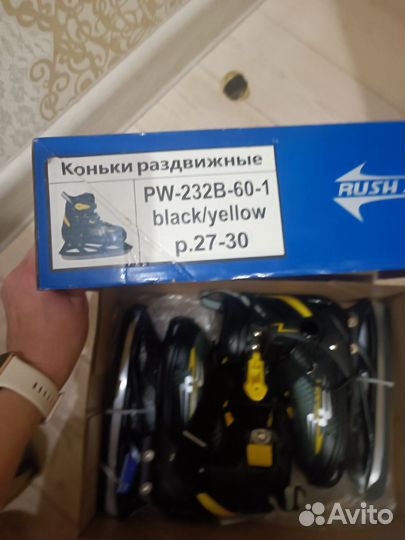 Коньки раздвижные
PW-232B-60-1
black/yellow
р.27-30
RUSH
Avito